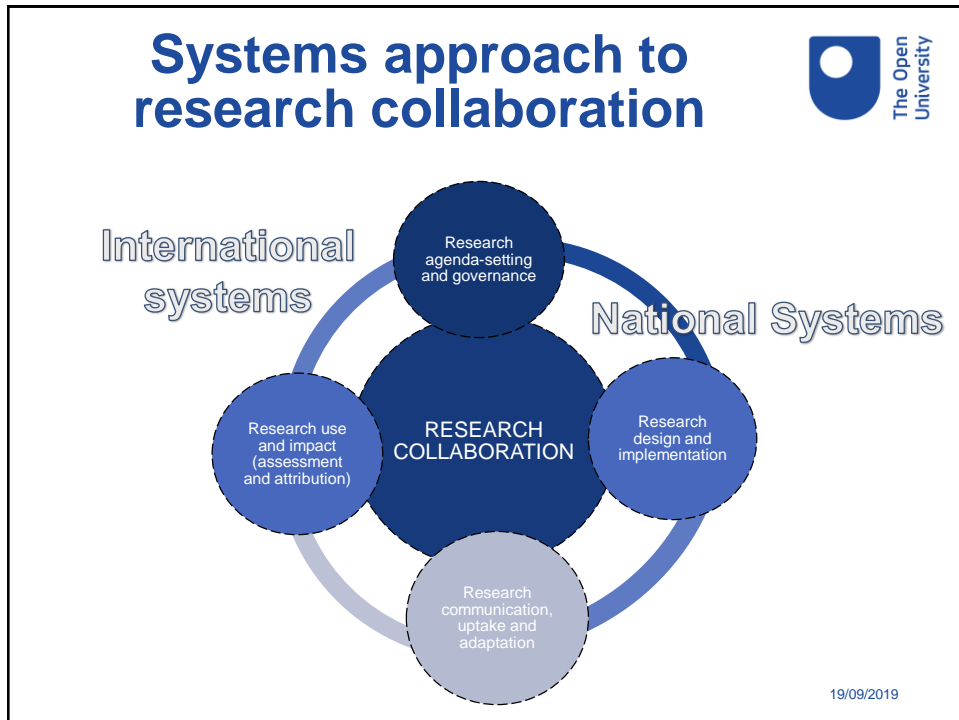 Systems approach to
research collaboration
The Open
University
International
systems
National Systems
Research
agenda-setting
and governance
Research use
and impact
(assessment
and attribution)
RESEARCH
COLLABORATION
Research
design and
implementation
Research
communication,
uptake and
adaptation
19/09/2019